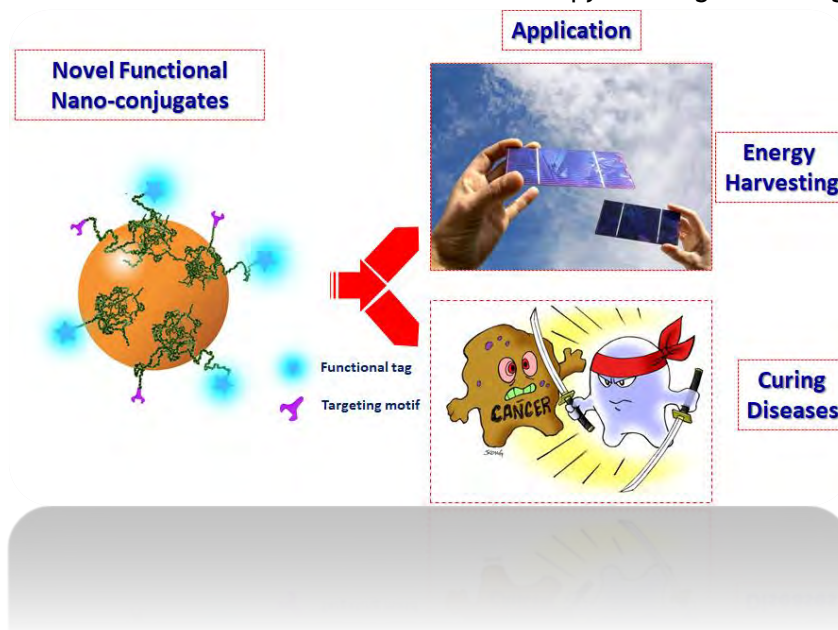 Application
Novel Functional
Nano-conjugates
Energy
Harvesting
Functional tag
Targeting motif
CANCER
Curing
Diseases